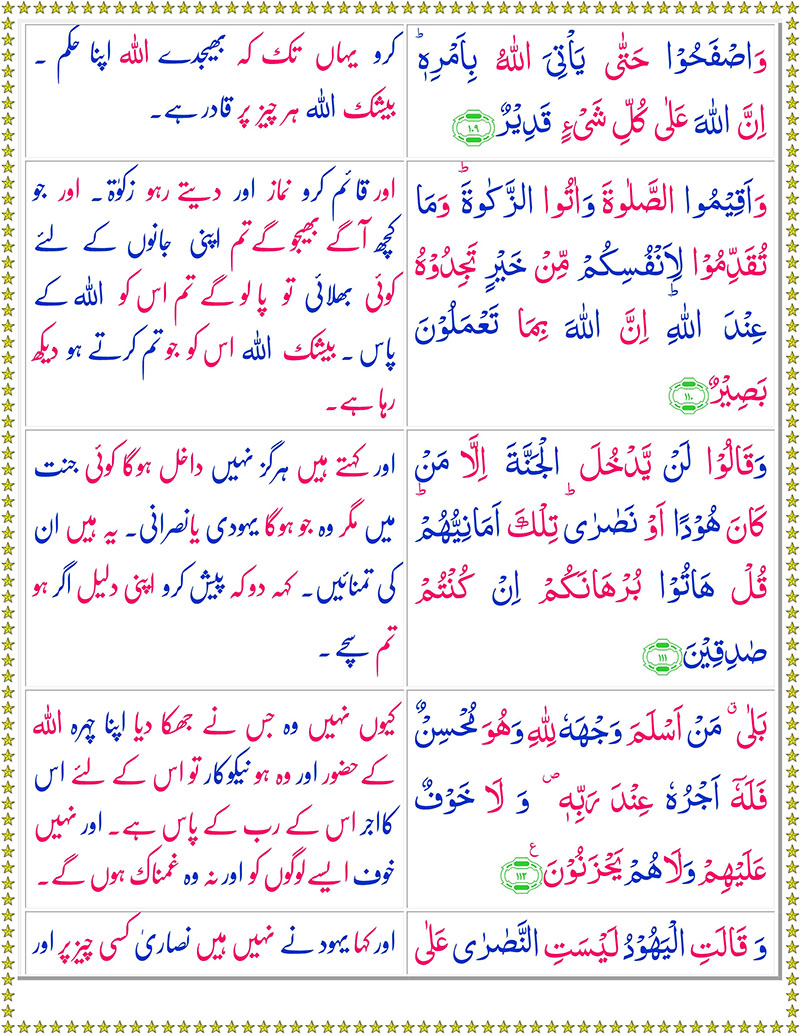 وَاصْفَحُوْا حَتّٰى يَاْتِيَ اللّٰهُ بِاَمْرِهٖؕ
اِنَّ اللّٰهَ عَلٰى كُلِّ شَیْءٍ قَدِيْرٌ ۝۱۰۹
کرو یہاں تک کہ بھیجدے اللہ اپنا حکم ۔
بیشک اللہ ہر چیز پر قادر ہے۔
وَاَقِيْمُوا الصَّلٰوةَ وَاٰتُوا الزَّكٰوةَؕ وَمَا
تُقَدِّمُوْا لِاَنْفُسِكُمْ مِّنْ خَيْرٍ تَجِدُوْهُ
عِنْدَ اللّٰهِؕ اِنَّ اللّٰهَ بِمَا تَعْمَلُوْنَ
بَصِيْرٌ ۝۱۱۰
اور قائم کرو نماز اور دیتے رہو زکوٰۃ۔ اور جو
کچھ آگے بھیجو گے تم اپنی جانوں کے لئے
کوئی بھلائی تو پالو گے تم اس کو اللہ کے
پاس ۔ بیشک اللہ اس کو جو تم کرتے ہو دیکھ
رہا ہے۔
وَقَالُوْا لَنْ يَّدْخُلَ الْجَنَّةَ اِلَّا مَنْ
كَانَ هُوْدًا اَوْ نَصٰرٰىؕ تِلْكَ اَمَانِيُّهُمْؕ
قُلْ هَاتُوْا بُرْهَانَكُمْ اِنْ كُنْتُمْ
صٰدِقِيْنَ ۝۱۱۱
اور کہتے ہیں ہرگز نہیں داخل ہوگا کوئی جنت
میں مگر وہ جو ہوگا یہودی یا نصرانی۔ یہ ہیں ان
کی تمنائیں۔ کہہ دو کہ پیش کرو اپنی دلیل اگر ہو
تم سچے ۔
بَلٰى ۗ مَنْ اَسْلَمَ وَجْهَهٗ لِلّٰهِ وَهُوَ مُحْسِنٌ
فَلَهٗۤ اَجْرُهٗ عِنْدَ رَبِّهٖ ۪ وَ لَا خَوْفٌ
عَلَيْهِمْ وَلَا هُمْ يَحْزَنُوْنَ ۝۱۱۲ ع
کیوں نہیں وہ جس نے جھکا دیا اپنا چہرہ اللہ
کے حضور اور وہ ہو نیکوکار تو اس کے لئے اس
کا اجر اس کے رب کے پاس ہے۔ اور نہیں
خوف ایسے لوگوں کو اور نہ وہ غمناک ہوں گے۔
وَ قَالَتِ الْيَهُوْدُ لَيْسَتِ النَّصٰرٰى عَلٰى
اور کہا یہود نے نہیں ہیں نصاریٰ کسی چیز پر اور